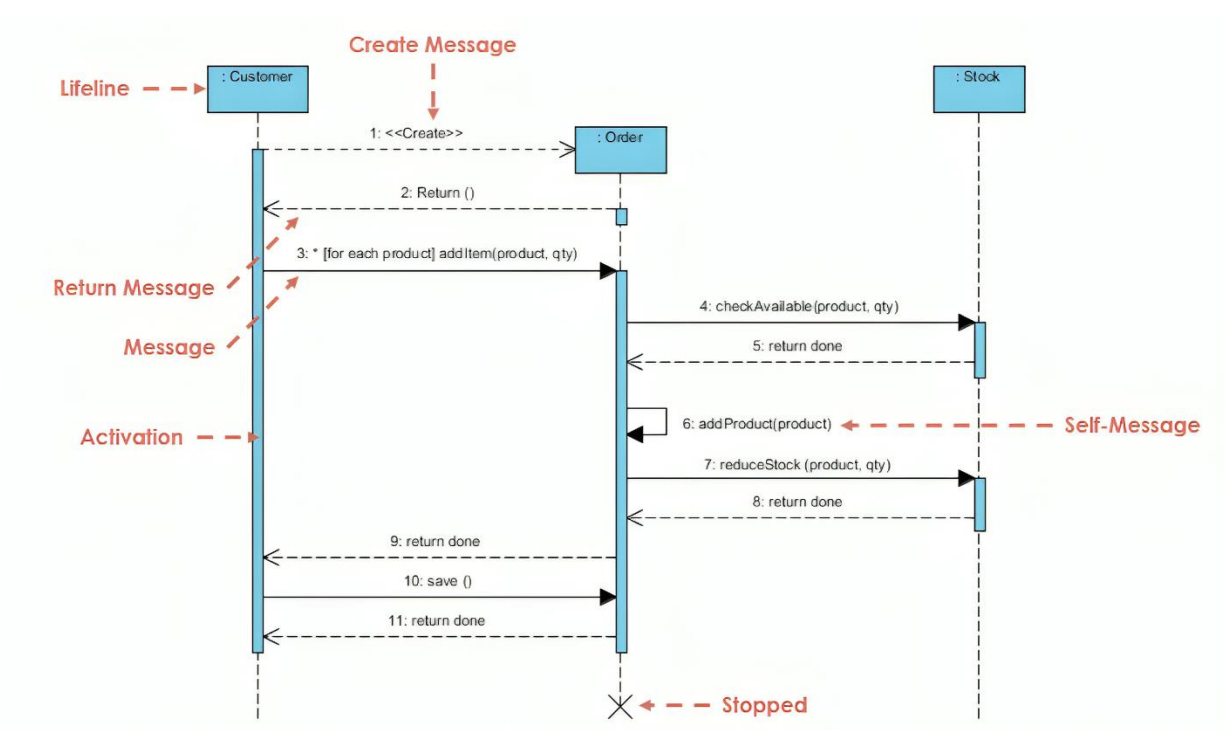 Create Message
Lifeline
: Customer
: Stock
1: <<Create>>
: Order
2: Return ()
3: * [for each product] addItem(product, qty)
Return Message
4: checkAvailable(product, qty)
Message
5: return done
6: addProduct(product)
Self-Message
Activation
7: reduceStock (product, qty)
8: return done
9: return done
10: save ()
11: return done
Stopped